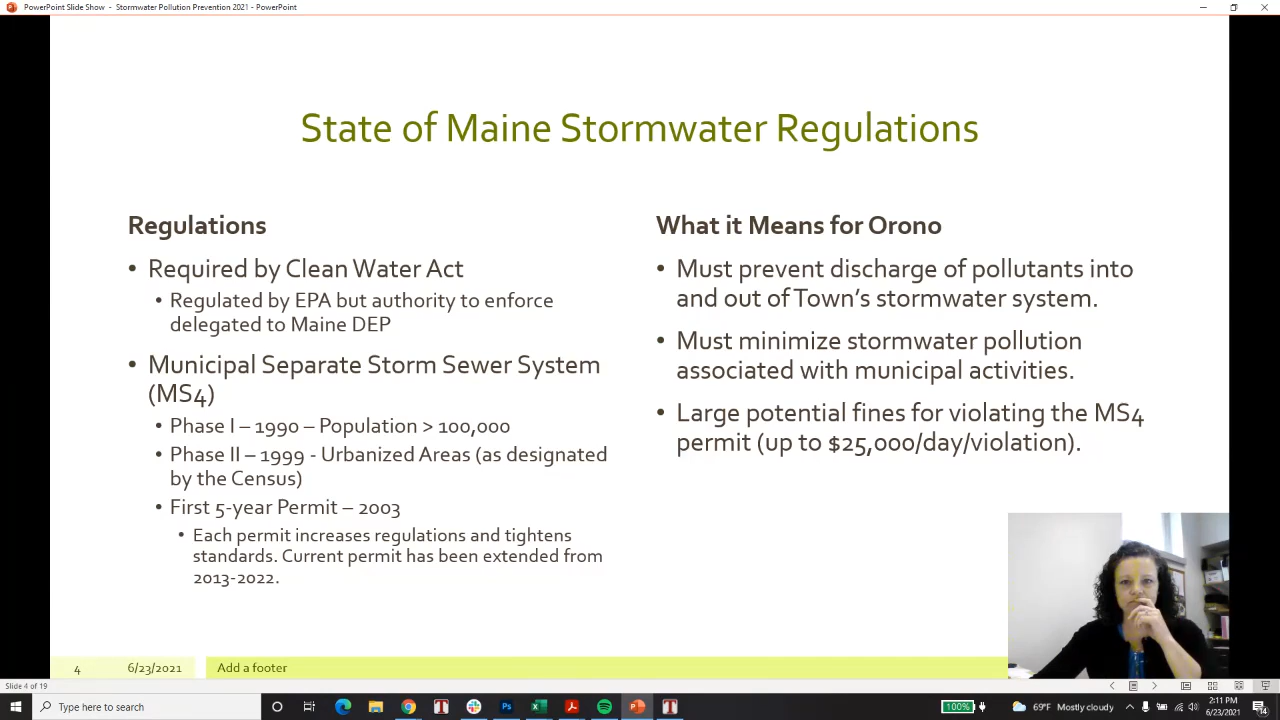 PowerPoint Slide Show - Stormwater Pollution Prevention 2021 - PowerPoint
State of Maine Stormwater Regulations
Regulations
• Required by Clean Water Act
• Regulated by EPA but authority to enforce
delegated to Maine DEP
• Municipal Separate Storm Sewer System
(MS4)
• Phase I – 1990 – Population > 100,000
• Phase II – 1999 - Urbanized Areas (as designated
by the Census)
• First 5-year Permit – 2003
• Each permit increases regulations and tightens
standards. Current permit has been extended from
2013-2022.
What it Means for Orono
• Must prevent discharge of pollutants into
and out of Town's stormwater system.
• Must minimize stormwater pollution
associated with municipal activities.
• Large potential fines for violating the MS4
permit (up to $25,000/day/violation).
4 6/23/2021 Add a footer
Slide 4 of 19
Type here to search
100% 69°F Mostly cloudy 2:11 PM
6/23/2021 14